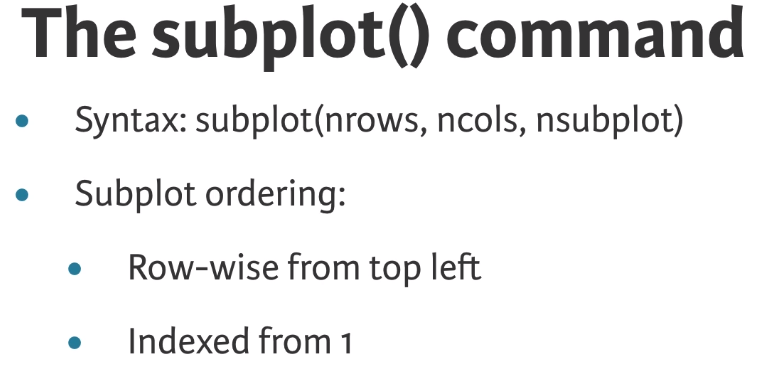 The subplot() command
• Syntax: subplot(nrows, ncols, nsubplot)
• Subplot ordering:
• Row-wise from top left
• Indexed from 1